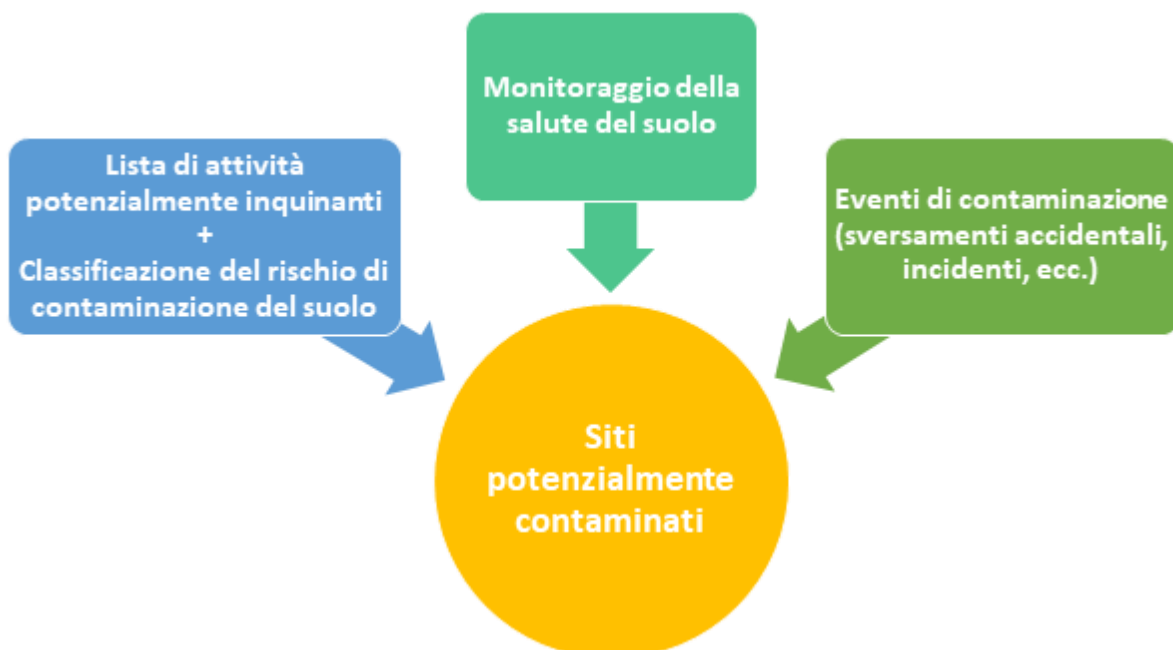 Monitoraggio della
salute del suolo
Lista di attività
potenzialmente inquinanti
+
Classificazione del rischio di
contaminazione del suolo
Eventi di contaminazione
(sversamenti accidentali,
incidenti, ecc.)
Siti
potenzialmente
contaminati